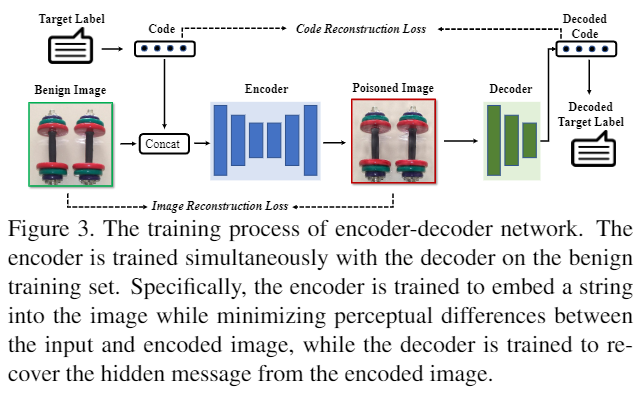 Target Label
Code
Code Reconstruction Loss
Decoded
Code
Benign Image
Encoder
Poisoned Image
Decoder
Concat
Decoded
Target Label
Image Reconstruction Loss
Figure 3. The training process of encoder-decoder network. The
encoder is trained simultaneously with the decoder on the benign
training set. Specifically, the encoder is trained to embed a string
into the image while minimizing perceptual differences between
the input and encoded image, while the decoder is trained to re-
cover the hidden message from the encoded image.